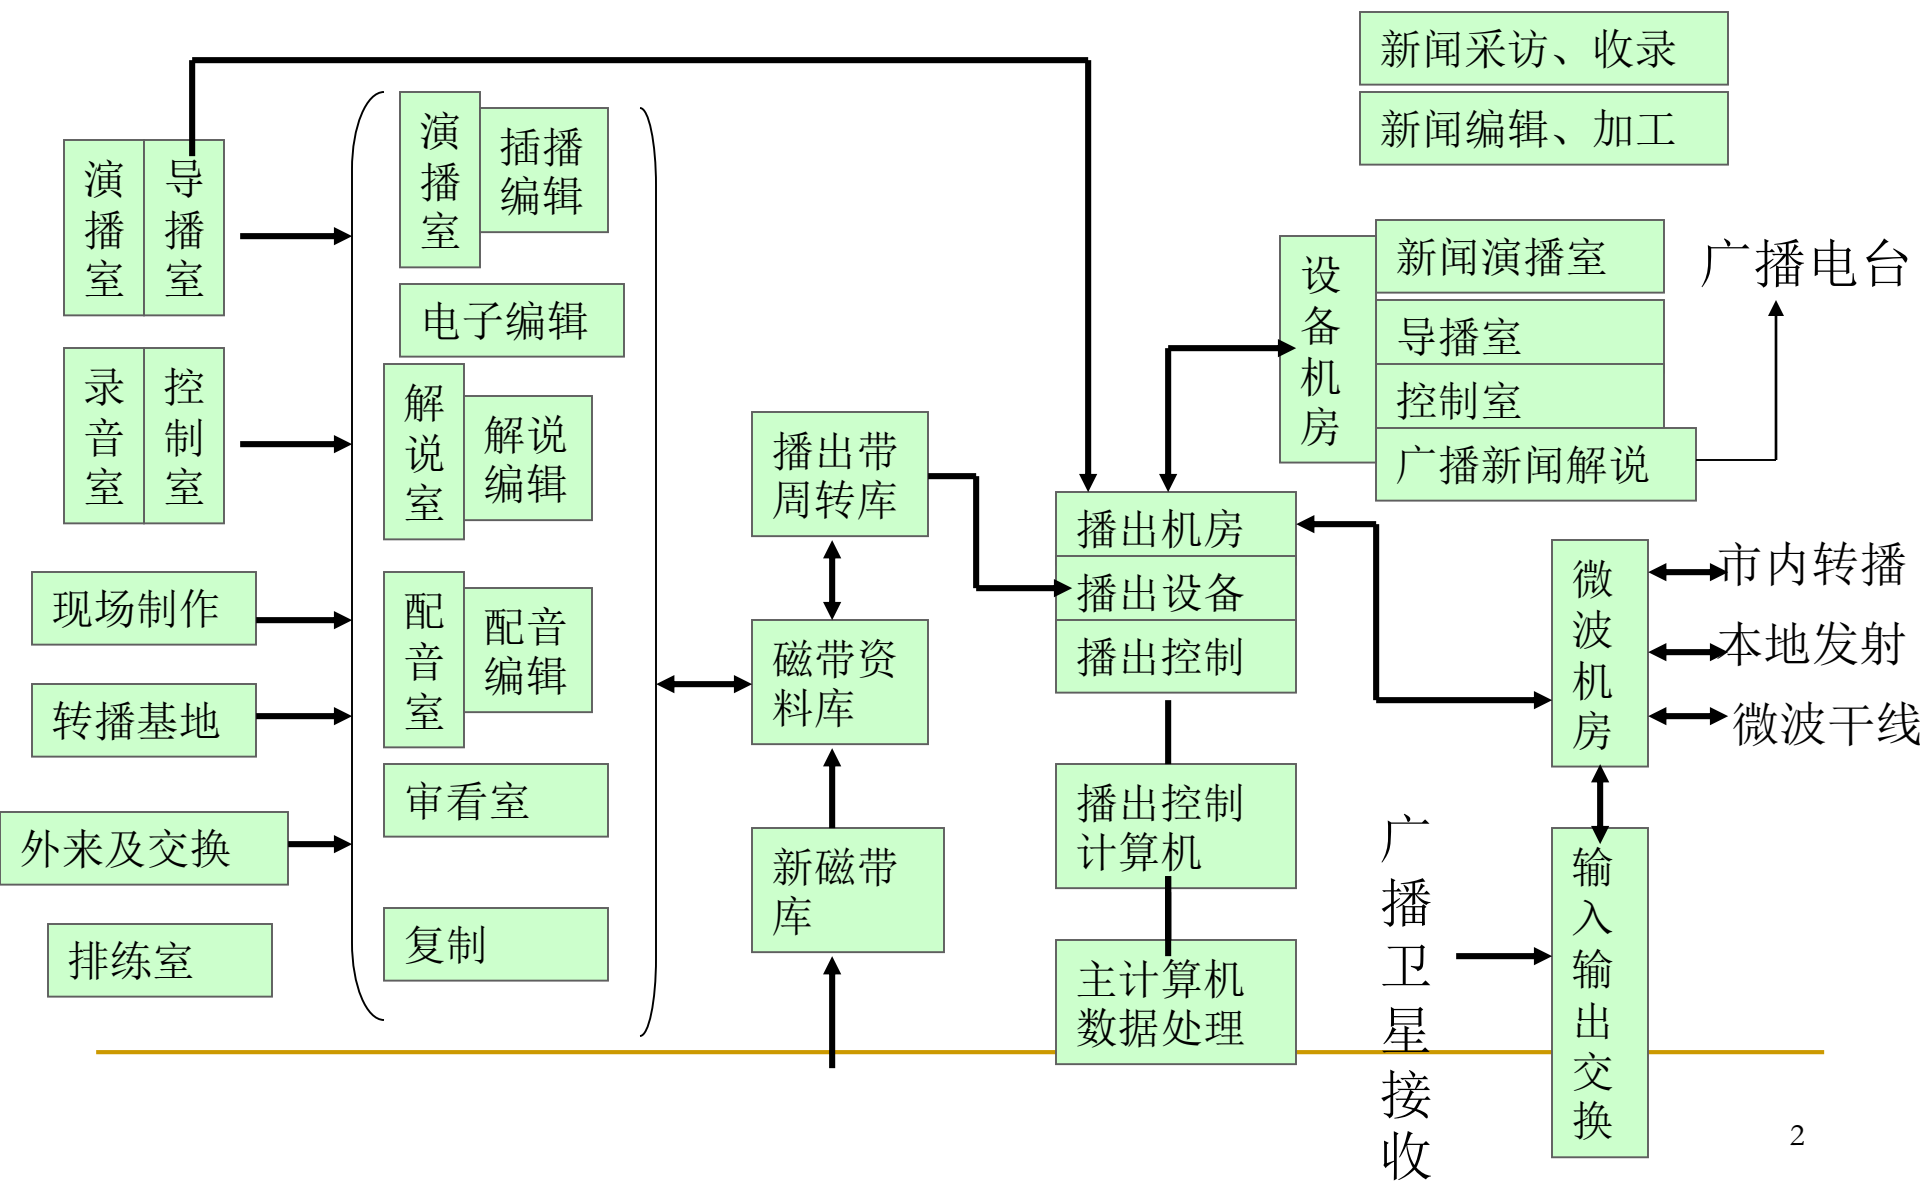 新闻采访、收录
新闻编辑、加工
演播室
导播室
录音室
控制室
现场制作
转播基地
外来及交换
排练室
演播室
插播
编辑
电子编辑
解说室
解说
编辑
配音室
配音
编辑
审看室
复制
播出带
周转库
磁带资
料库
新磁带
库
播出机房
播出设备
播出控制
播出控制
计算机
主计算机
数据处理
设备机房
新闻演播室
导播室
控制室
广播新闻解说
广播电台
微波机房
市内转播
本地发射
微波干线
广播卫星接收
输入输出交换
2